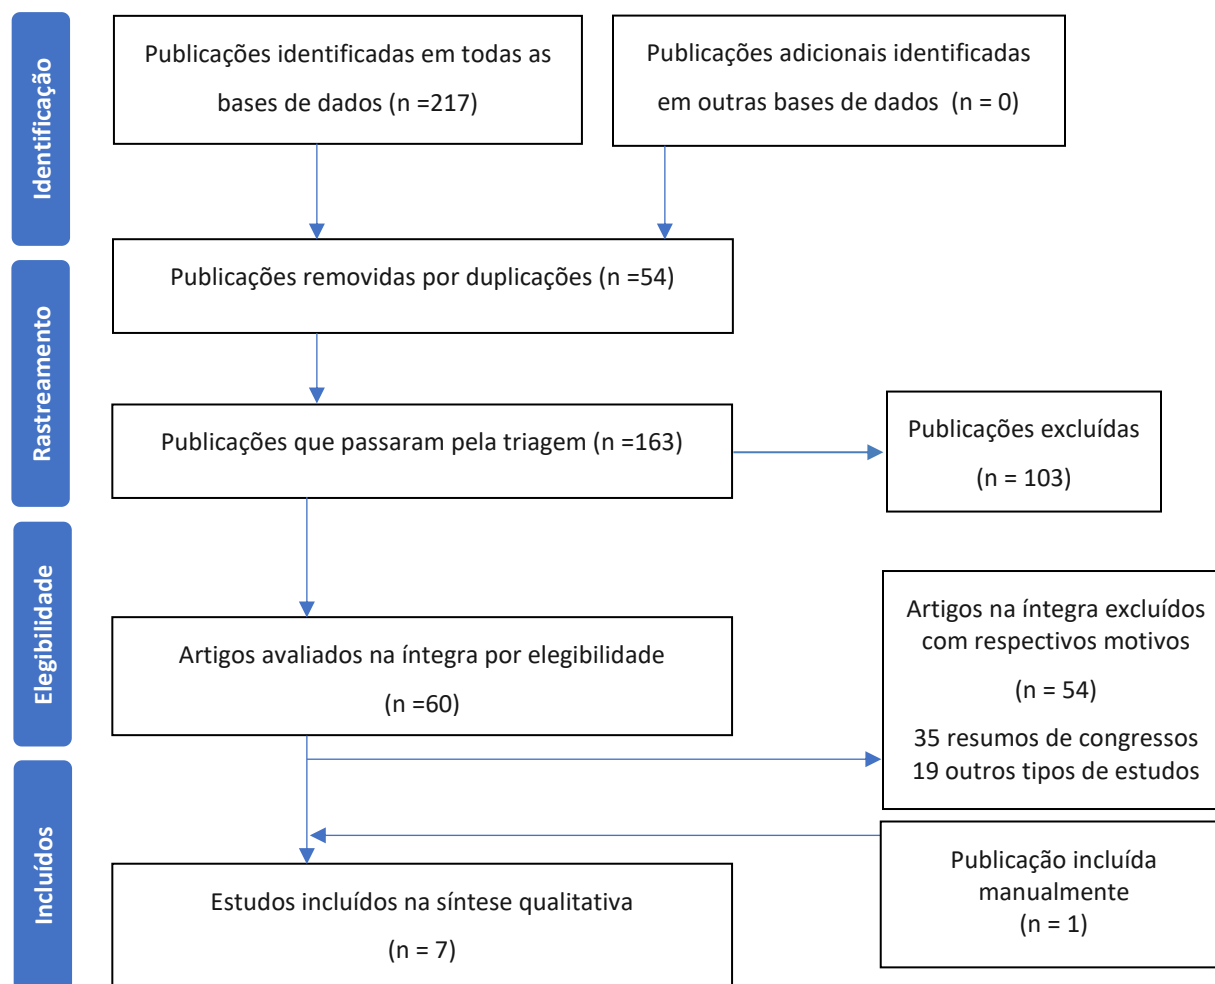 Identificação
Publicações identificadas em todas as
bases de dados (n =217)
Publicações adicionais identificadas
em outras bases de dados (n = 0)
Rastreamento
Publicações removidas por duplicações (n =54)
Publicações que passaram pela triagem (n =163)
Publicações excluídas
(n = 103)
Elegibilidade
Artigos avaliados na íntegra por elegibilidade
(n =60)
Artigos na íntegra excluídos
com respectivos motivos
(n = 54)
35 resumos de congressos
19 outros tipos de estudos
Incluídos
Publicação incluída
manualmente
(n = 1)
Estudos incluídos na síntese qualitativa
(n = 7)